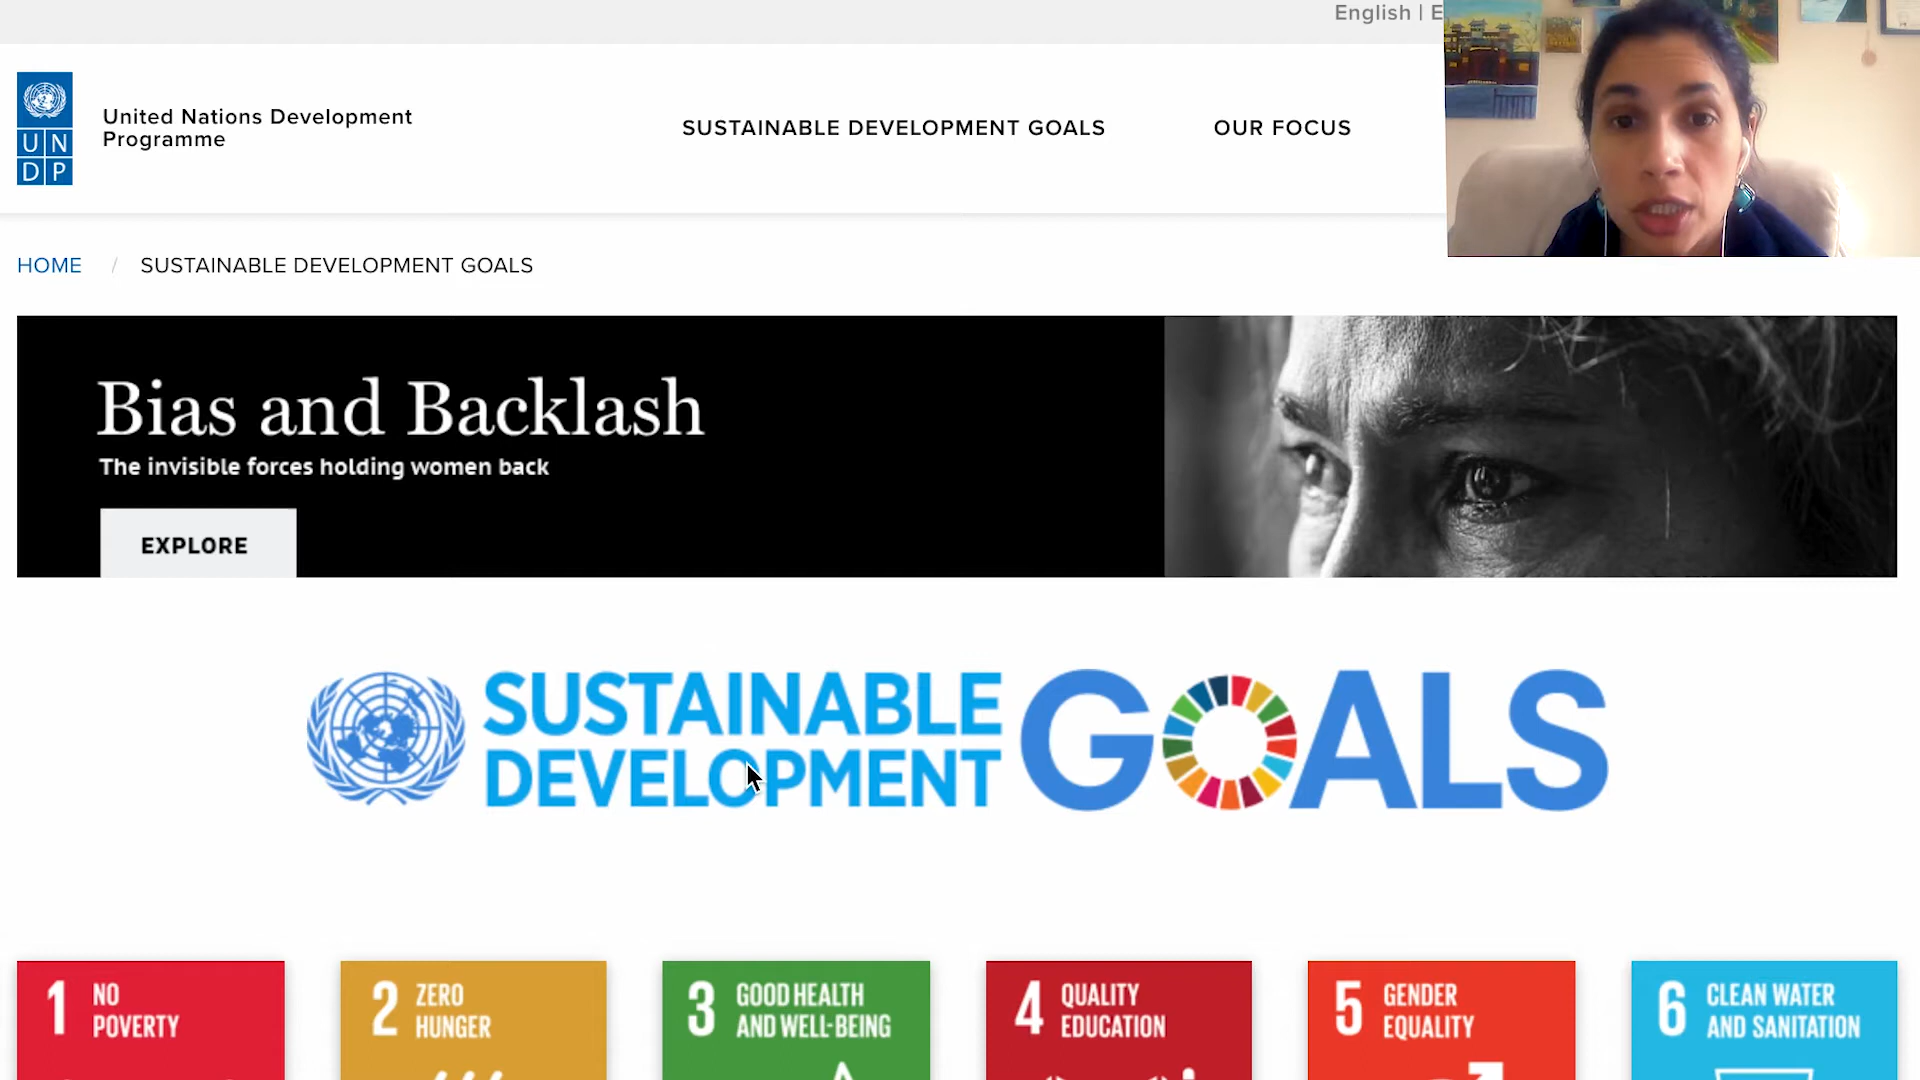 English | E
UN
DP
United Nations Development
Programme
SUSTAINABLE DEVELOPMENT GOALS
OUR FOCUS
HOME / SUSTAINABLE DEVELOPMENT GOALS
Bias and Backlash
The invisible forces holding women back
EXPLORE
SUSTAINABLE
DEVELOPMENT
GOALS
1 NO
POVERTY
2 ZERO
HUNGER
3 GOOD HEALTH
AND WELL-BEING
4 QUALITY
EDUCATION
5 GENDER
EQUALITY
6 CLEAN WATER
AND SANITATION